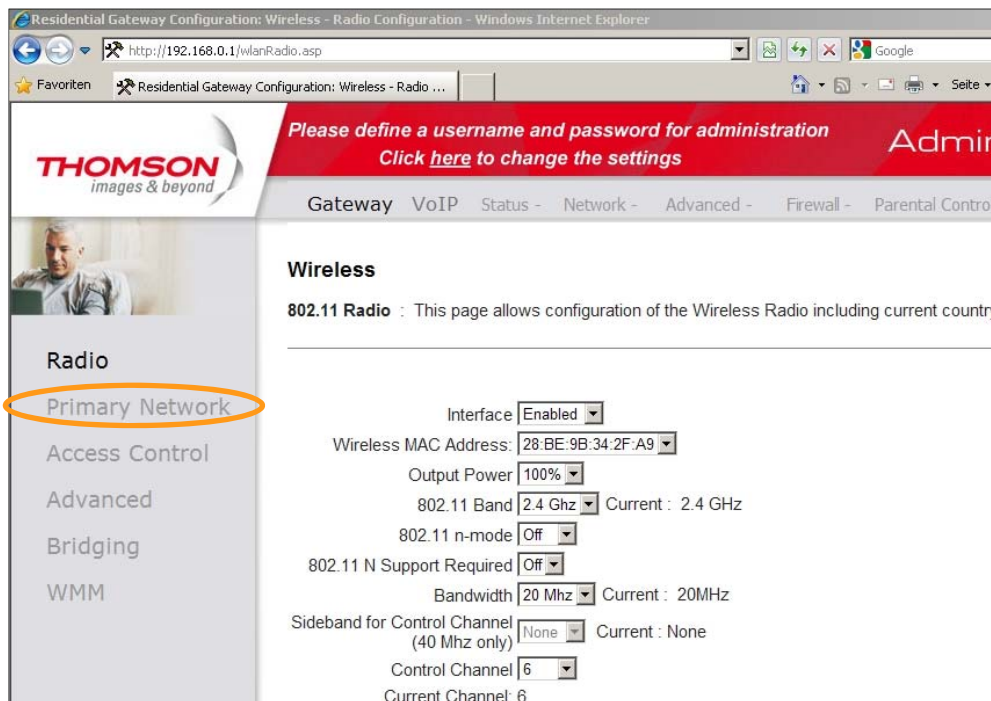 Residential Gateway Configuration: Wireless - Radio Configuration - Windows Internet Explorer
http://192.168.0.1/wlanRadio.asp
Google
Favoriten
Residential Gateway Configuration: Wireless - Radio ...
Seite
Please define a username and password for administration
Click here to change the settings
Admin
THOMSON
images & beyond
Gateway VoIP Status - Network - Advanced - Firewall - Parental Contro
Wireless
802.11 Radio : This page allows configuration of the Wireless Radio including current country
Radio
Primary Network
Access Control
Advanced
Bridging
WMM
Interface Enabled
Wireless MAC Address: 28:BE:9B:34:2F:A9
Output Power 100%
802.11 Band 2.4 Ghz Current : 2.4 GHz
802.11 n-mode Off
802.11 N Support Required Off
Bandwidth 20 Mhz Current : 20MHz
Sideband for Control Channel
(40 Mhz only) None Current : None
Control Channel 6
Current Channel: 6